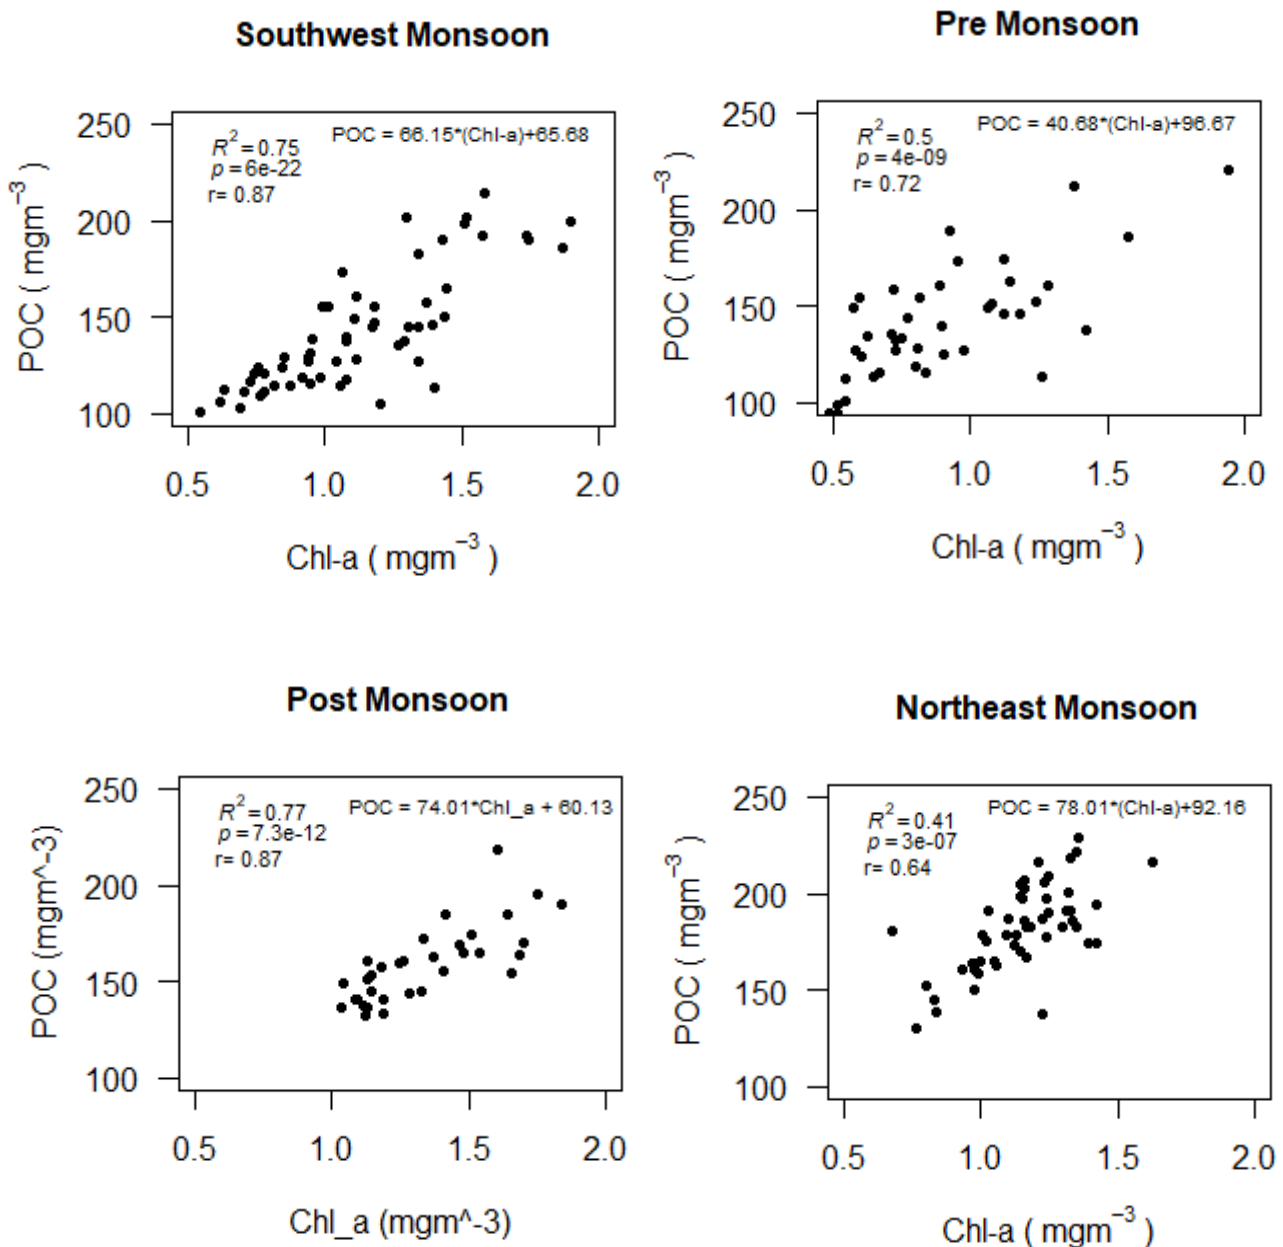 Southwest Monsoon
250
200
150
100
POC ( mgm⁻³ )
R² = 0.75
p = 6e-22
r= 0.87
POC = 66.15*(Chl-a)+65.68
0.5 1.0 1.5 2.0
Chl-a ( mgm⁻³ )
Pre Monsoon
250
200
150
100
POC ( mgm⁻³ )
R² = 0.5
p = 4e-09
r= 0.72
POC = 40.68*(Chl-a)+96.67
0.5 1.0 1.5 2.0
Chl-a ( mgm⁻³ )
Post Monsoon
250
200
150
100
POC (mgm^-3)
R² = 0.77
p = 7.3e-12
r= 0.87
POC = 74.01*Chl_a + 60.13
0.5 1.0 1.5 2.0
Chl_a (mgm^-3)
Northeast Monsoon
250
200
150
100
POC ( mgm⁻³ )
R² = 0.41
p = 3e-07
r= 0.64
POC = 78.01*(Chl-a)+92.16
0.5 1.0 1.5 2.0
Chl-a ( mgm⁻³ )